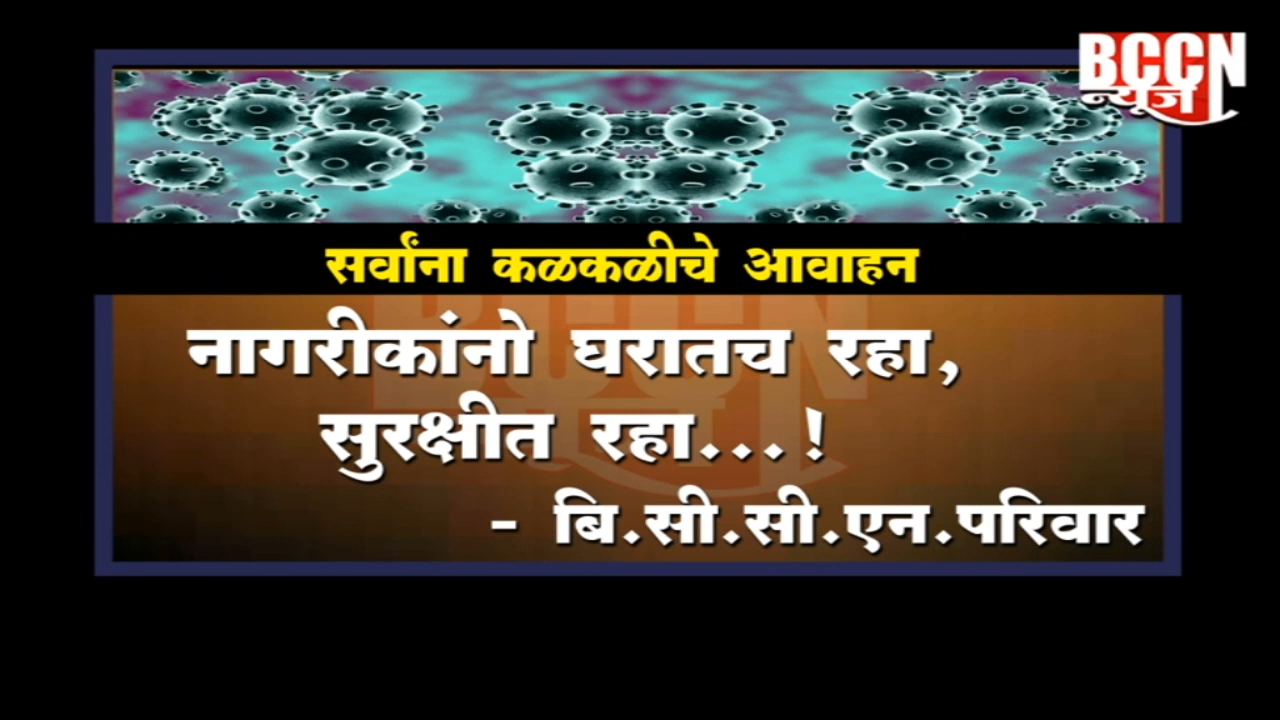 BCCN
न्यूज
सर्वांना कळकळीचे आवाहन
नागरीकांनो घरातच रहा,
सुरक्षीत रहा...!
- बि.सी.सी.एन.परिवार